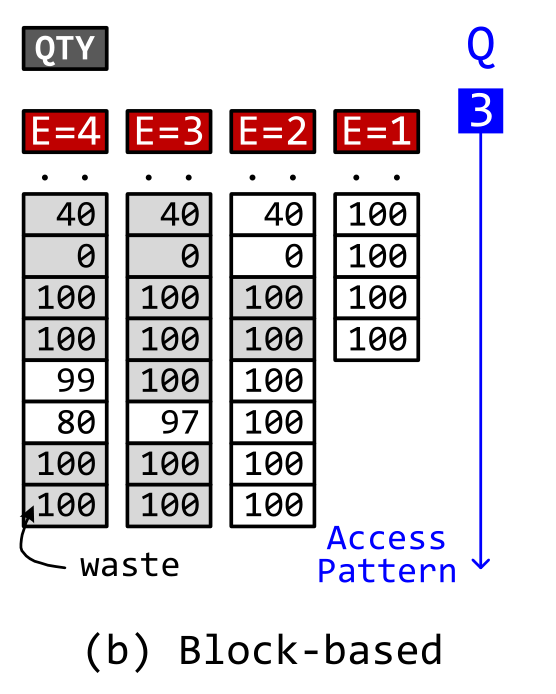 QTY Q
3
E=4 E=3 E=2 E=1
. . . . . . . .
40 40 40 100
0 0 0 100
100 100 100 100
100 100 100 100
99 100 100
80 97 100
100 100 100
100 100 100
Access
waste Pattern
(b) Block-based